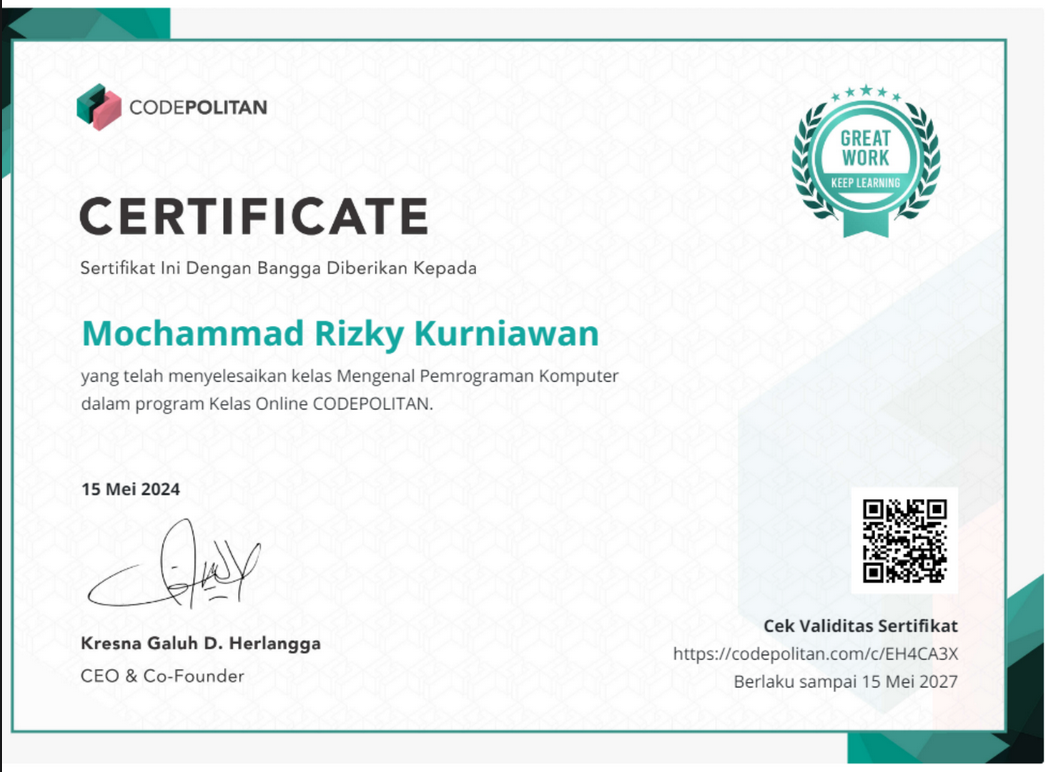 CODEPOLITAN
GREAT
WORK
KEEP LEARNING
CERTIFICATE
Sertifikat Ini Dengan Bangga Diberikan Kepada
Mochammad Rizky Kurniawan
yang telah menyelesaikan kelas Mengenal Pemrograman Komputer
dalam program Kelas Online CODEPOLITAN.
15 Mei 2024
Kresna Galuh D. Herlangga
CEO & Co-Founder
Cek Validitas Sertifikat
https://codepolitan.com/c/EH4CA3X
Berlaku sampai 15 Mei 2027